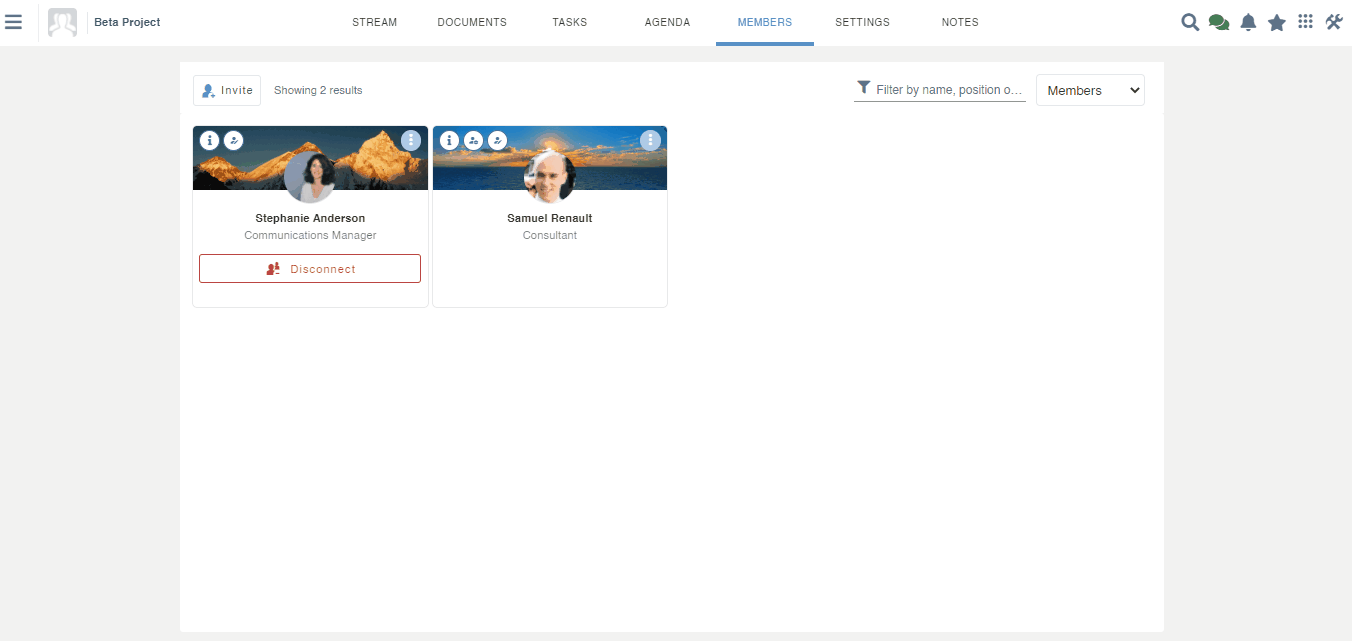 Beta Project
STREAM
DOCUMENTS
TASKS
AGENDA
MEMBERS
SETTINGS
NOTES
Invite
Showing 2 results
Filter by name, position o...
Members
Stephanie Anderson
Communications Manager
Disconnect
Samuel Renault
Consultant